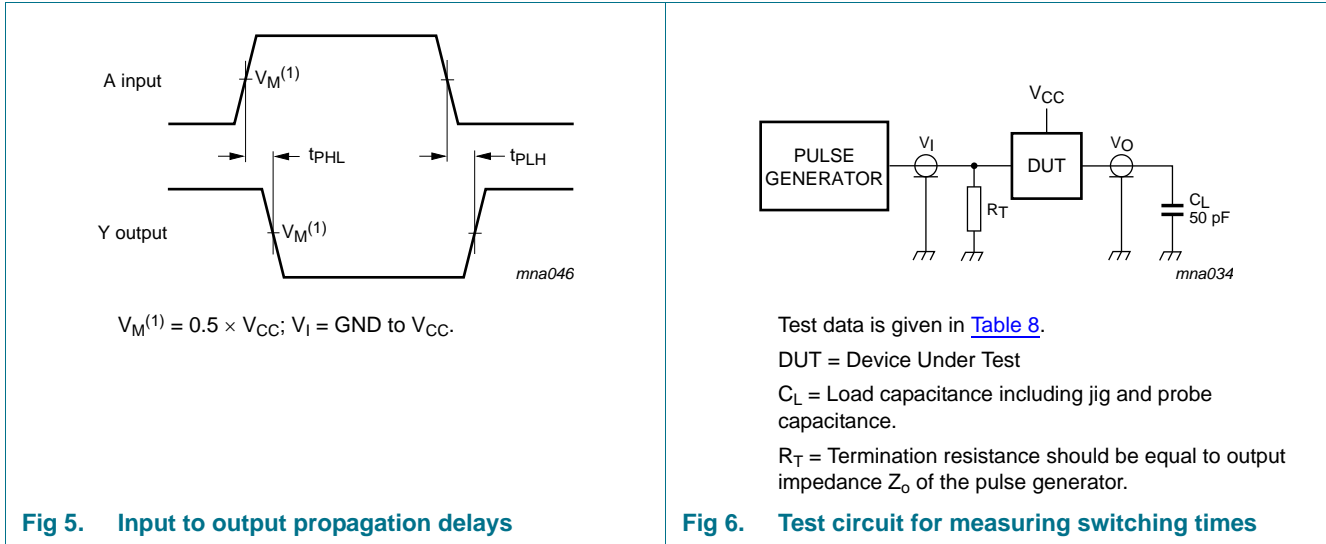 A input
VM(1)
tPHL
tPLH
Y output
VM(1)
mna046
VM(1) = 0.5 × VCC; VI = GND to VCC.
Fig 5. Input to output propagation delays
VCC
PULSE
GENERATOR
VI
RT
DUT
VO
CL
50 pF
mna034
Test data is given in Table 8.
DUT = Device Under Test
CL = Load capacitance including jig and probe
capacitance.
RT = Termination resistance should be equal to output
impedance Zo of the pulse generator.
Fig 6. Test circuit for measuring switching times